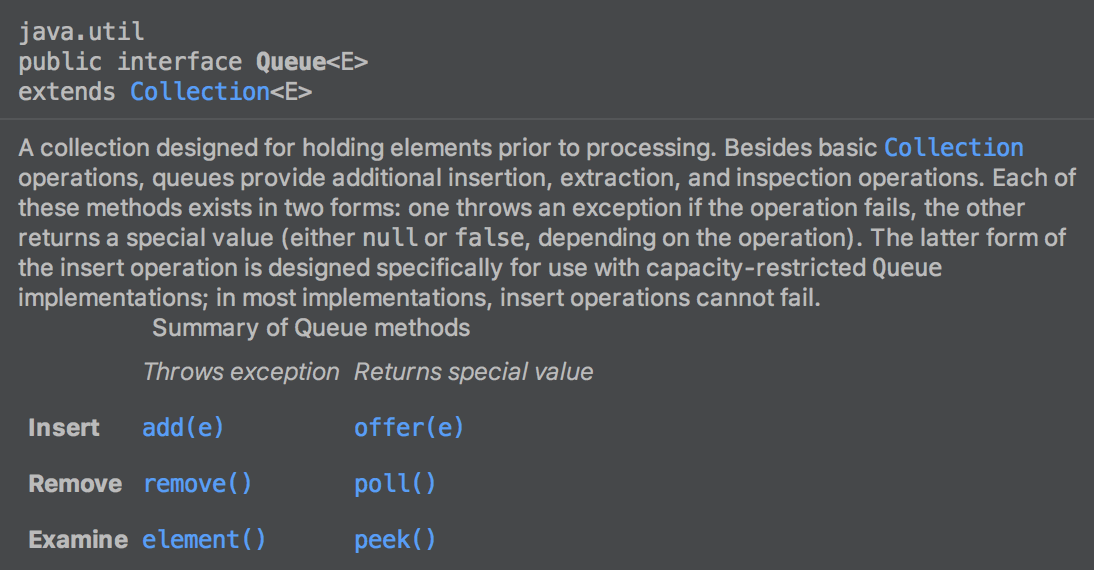 java.util
public interface Queue<E>
extends Collection<E>
A collection designed for holding elements prior to processing. Besides basic Collection
operations, queues provide additional insertion, extraction, and inspection operations. Each of
these methods exists in two forms: one throws an exception if the operation fails, the other
returns a special value (either null or false, depending on the operation). The latter form of
the insert operation is designed specifically for use with capacity-restricted Queue
implementations; in most implementations, insert operations cannot fail.
Summary of Queue methods
Throws exception Returns special value
Insert add(e) offer(e)
Remove remove() poll()
Examine element() peek()